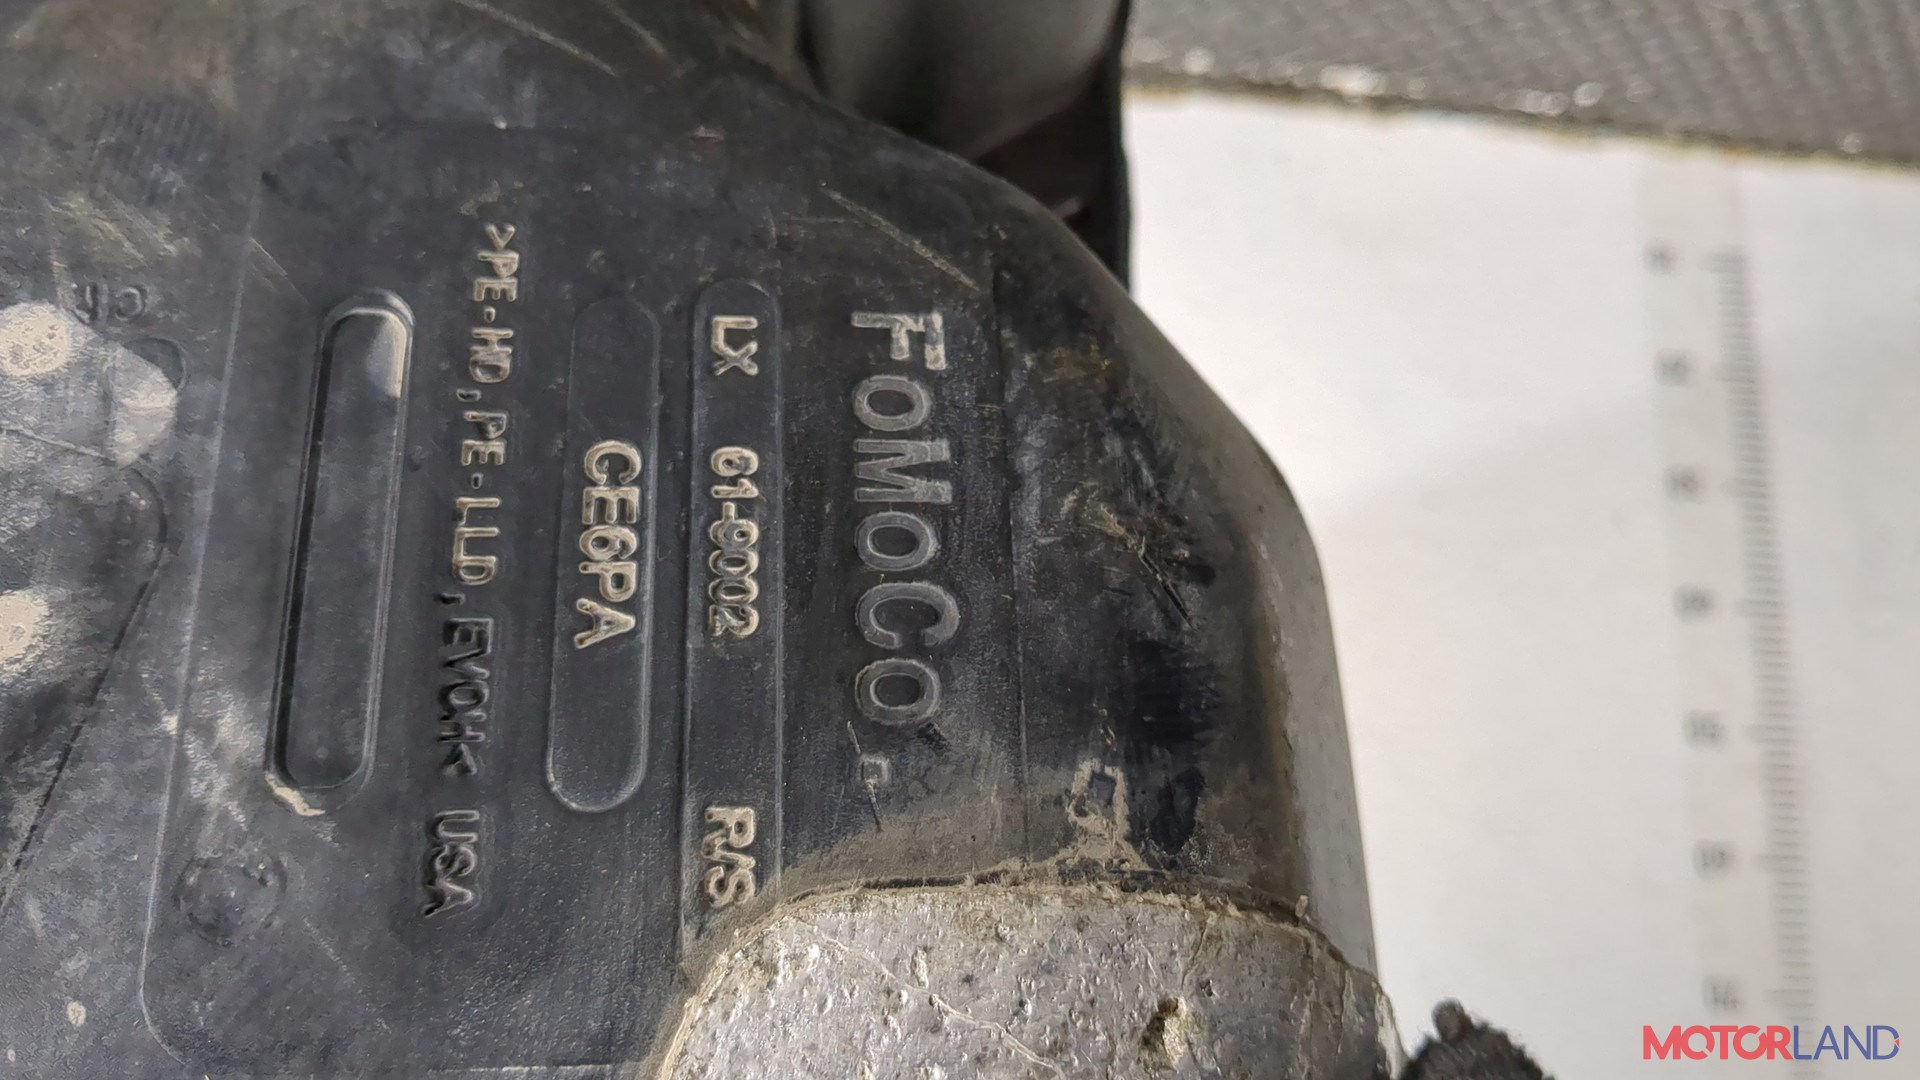 FoMoCo.
LX 61-9002 R/S
CE6PA
>PE-HD,PE-LLD,EVOH< USA
MOTORLAND